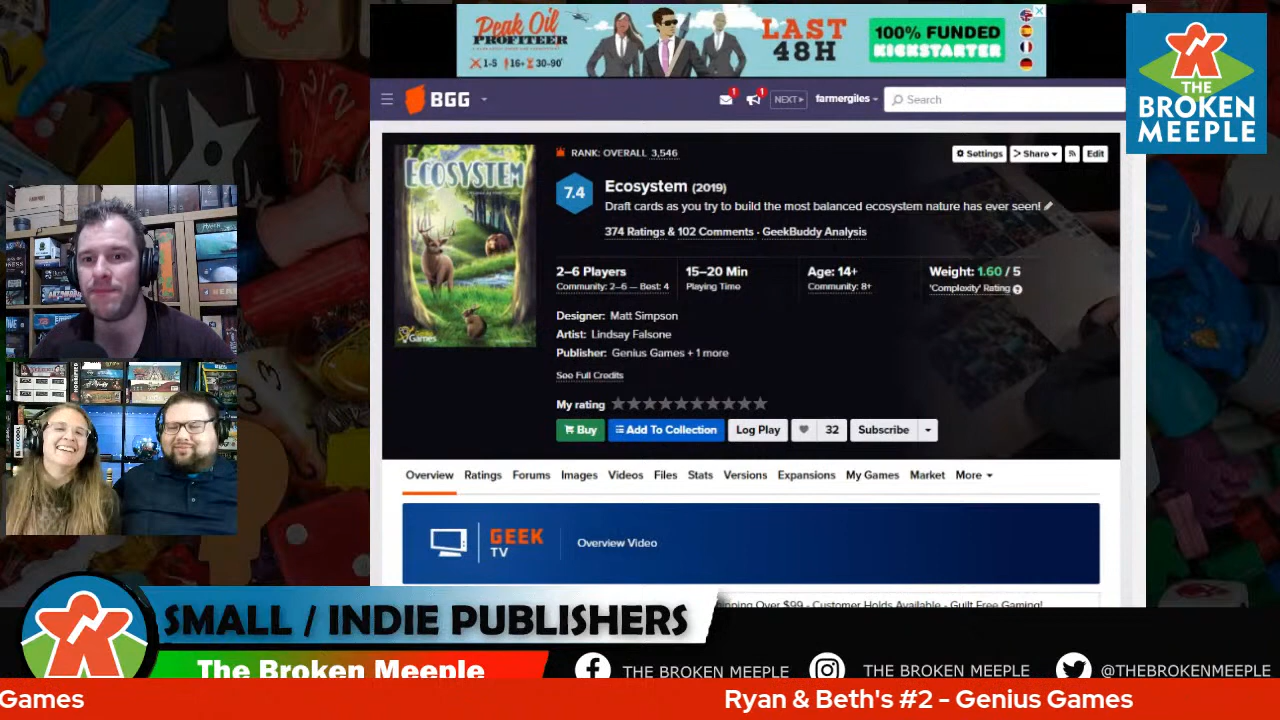 Peak Oil
PROFITEER
1-5 16+ 30-90'
LAST
48H
100% FUNDED
KICKSTARTER
THE
BROKEN
MEEPLE
BGG
1
1
NEXT
farmergiles
Search
RANK: OVERALL 3,546
Settings
Share
Edit
ECOSYSTEM
Games
7.4
Ecosystem (2019)
Draft cards as you try to build the most balanced ecosystem nature has ever seen!
374 Ratings & 102 Comments · GeekBuddy Analysis
2–6 Players
Community: 2–6 — Best: 4
15–20 Min
Playing Time
Age: 14+
Community: 8+
Weight: 1.60 / 5
'Complexity' Rating
Designer: Matt Simpson
Artist: Lindsay Falsone
Publisher: Genius Games + 1 more
See Full Credits
My rating
Buy
Add To Collection
Log Play
32
Subscribe
Overview Ratings Forums Images Videos Files Stats Versions Expansions My Games Market More
GEEK
TV
Overview Video
Over $99 - Customer Holds Available - Guilt Free Gaming!
SMALL / INDIE PUBLISHERS
The Broken Meeple
THE BROKEN MEEPLE
THE BROKEN MEEPLE
@THEBROKENMEEPLE
Games
Ryan & Beth's #2 - Genius Games